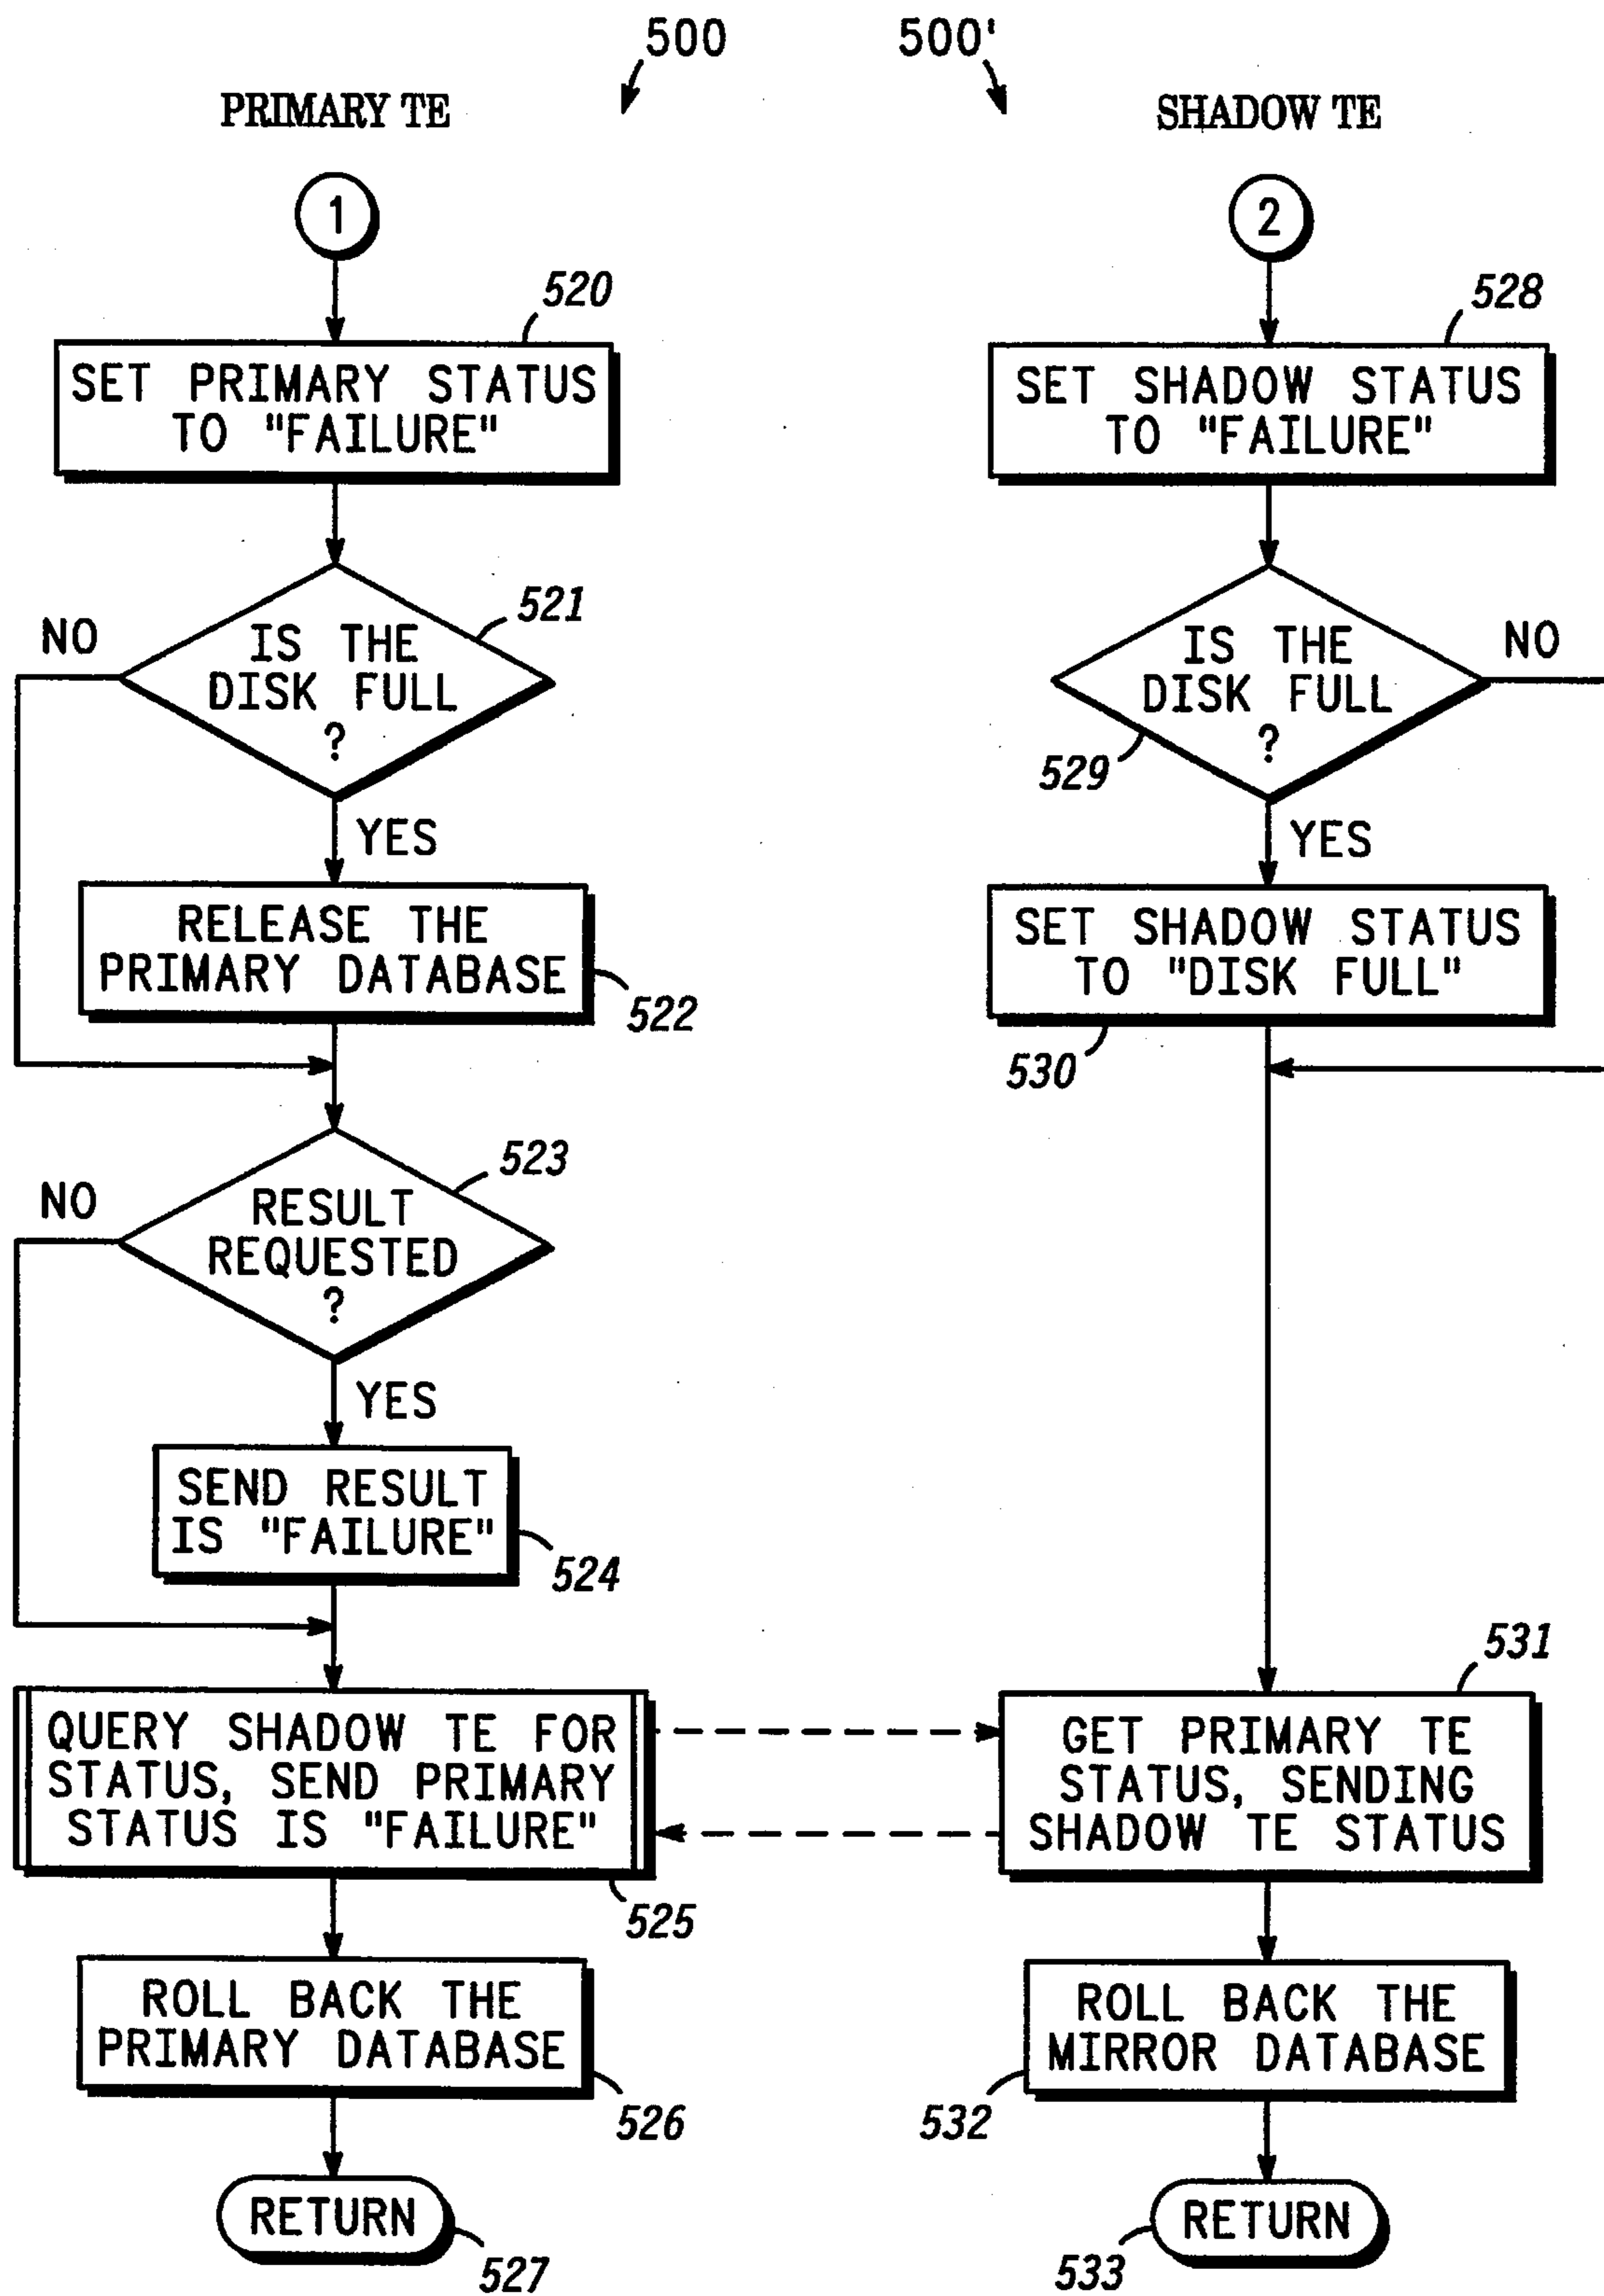 500
500'
PRIMARY TE
SHADOW TE
1
520
SET PRIMARY STATUS
TO "FAILURE"
521
NO
IS THE
DISK FULL
?
YES
RELEASE THE
PRIMARY DATABASE
522
523
NO
RESULT
REQUESTED
?
YES
SEND RESULT
IS "FAILURE"
524
QUERY SHADOW TE FOR
STATUS, SEND PRIMARY
STATUS IS "FAILURE"
525
ROLL BACK THE
PRIMARY DATABASE
526
RETURN
527
2
528
SET SHADOW STATUS
TO "FAILURE"
IS THE
DISK FULL
?
NO
529
YES
SET SHADOW STATUS
TO "DISK FULL"
530
531
GET PRIMARY TE
STATUS, SENDING
SHADOW TE STATUS
ROLL BACK THE
MIRROR DATABASE
532
RETURN
533